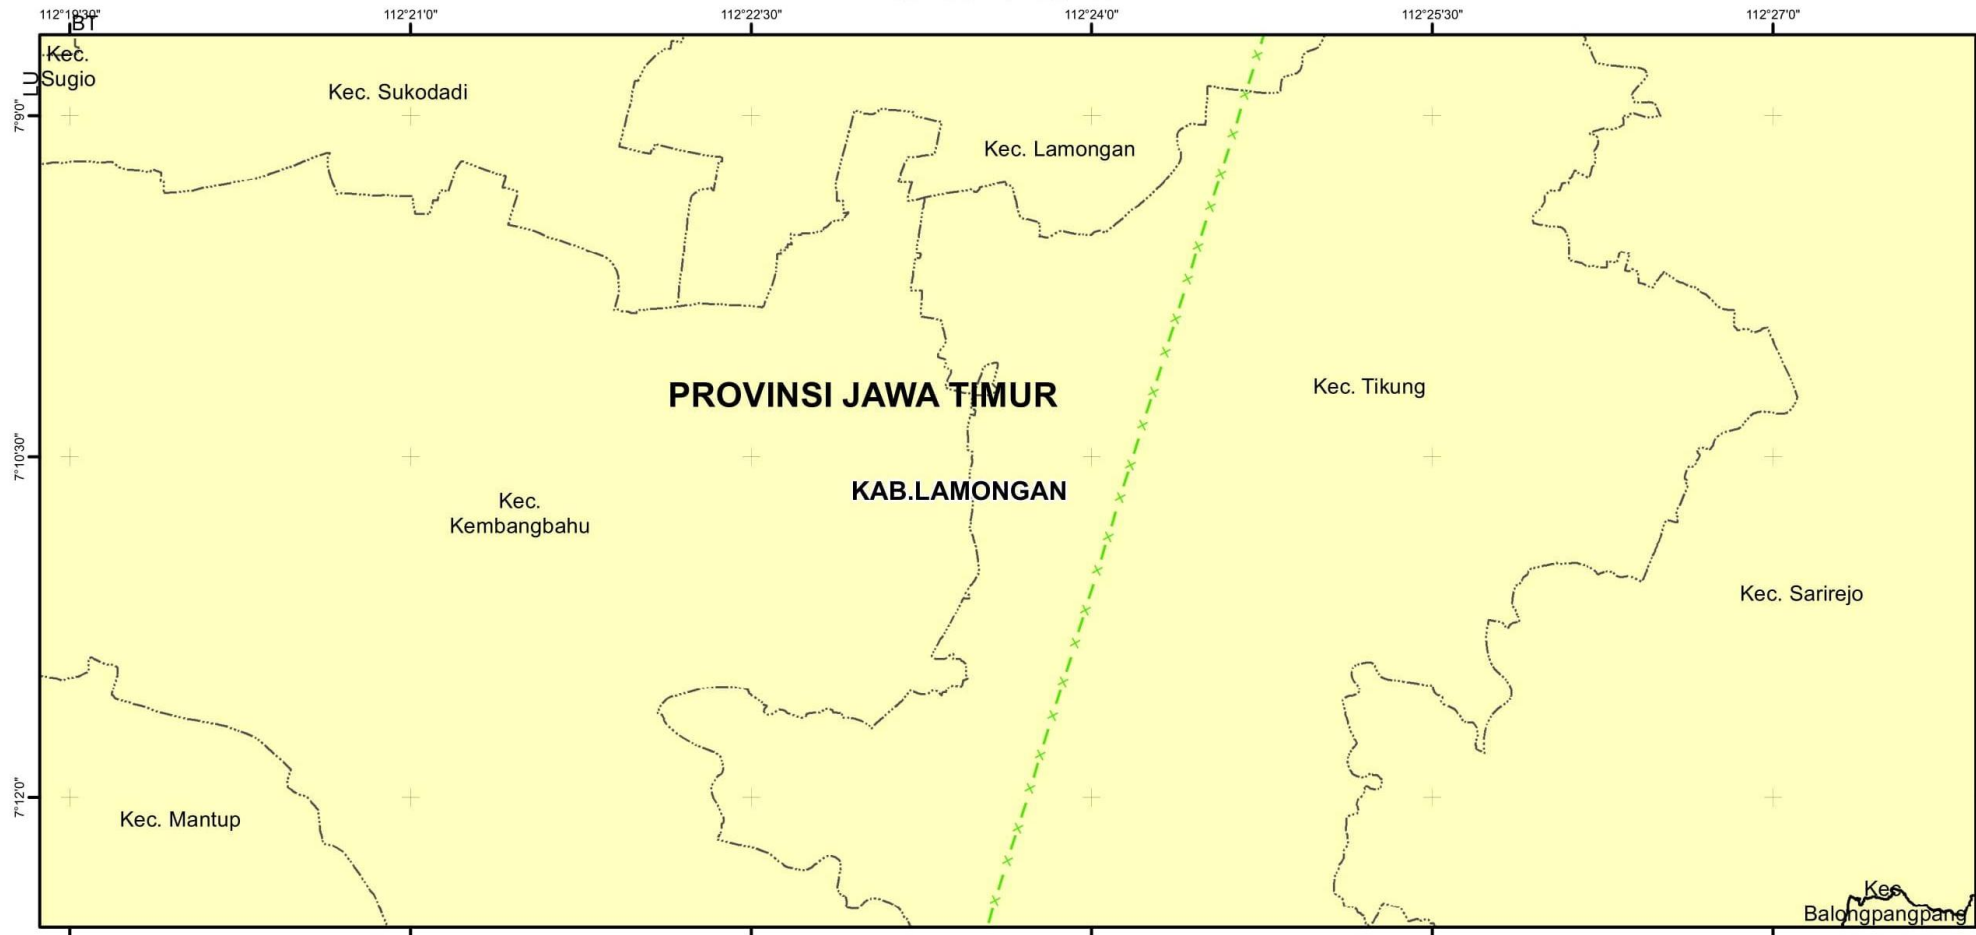 112°19'30"
112°21'0"
112°22'30"
112°24'0"
112°25'30"
112°27'0"
BT
LU
Kec.
Sugio
Kec. Sukodadi
7°9'0"
Kec. Lamongan
PROVINSI JAWA TIMUR
Kec. Tikung
7°10'30"
KAB.LAMONGAN
Kec.
Kembangbahu
Kec. Sarirejo
7°12'0"
Kec. Mantup
Kec.
Balongpangpang